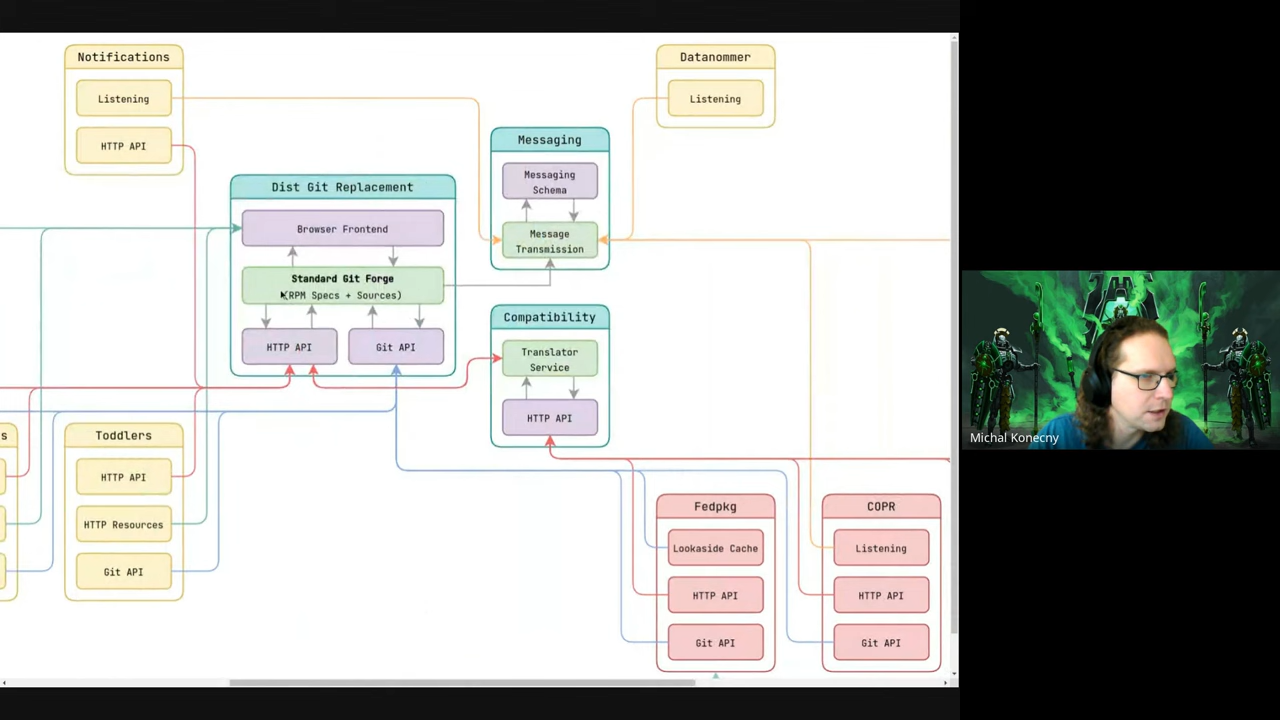 Notifications
Listening
HTTP API
Dist Git Replacement
Browser Frontend
Standard Git Forge
(RPM Specs + Sources)
HTTP API
Git API
Messaging
Messaging
Schema
Message
Transmission
Datanommer
Listening
Compatibility
Translator
Service
HTTP API
s
Toddlers
HTTP API
HTTP Resources
Git API
Fedpkg
Lookaside Cache
HTTP API
Git API
COPR
Listening
HTTP API
Git API
Michal Konecny